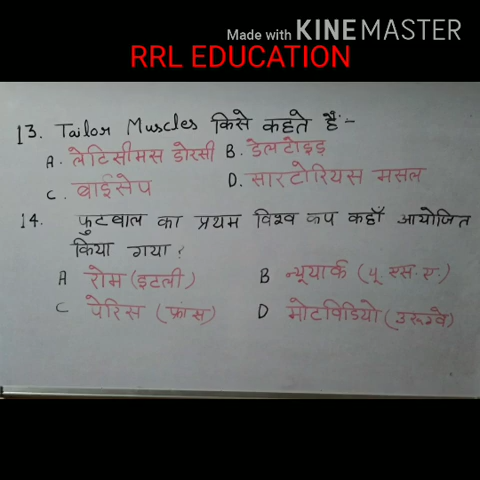 Made with KINEMASTER
RRL EDUCATION
13. Tailor Muscles किसे कहते हैं:-
A. लेटिसीमस डोरसी B. डेलटोइड
C. बाईसेप D. सारटोरियस मसल
14. फुटबाल का प्रथम विश्व कप कहाँ आयोजित
किया गया?
A रोम (इटली) B न्यूयार्क (यू. एस. ए.)
C पेरिस (फ्रांस) D मोटविडियो (उरूग्वे)